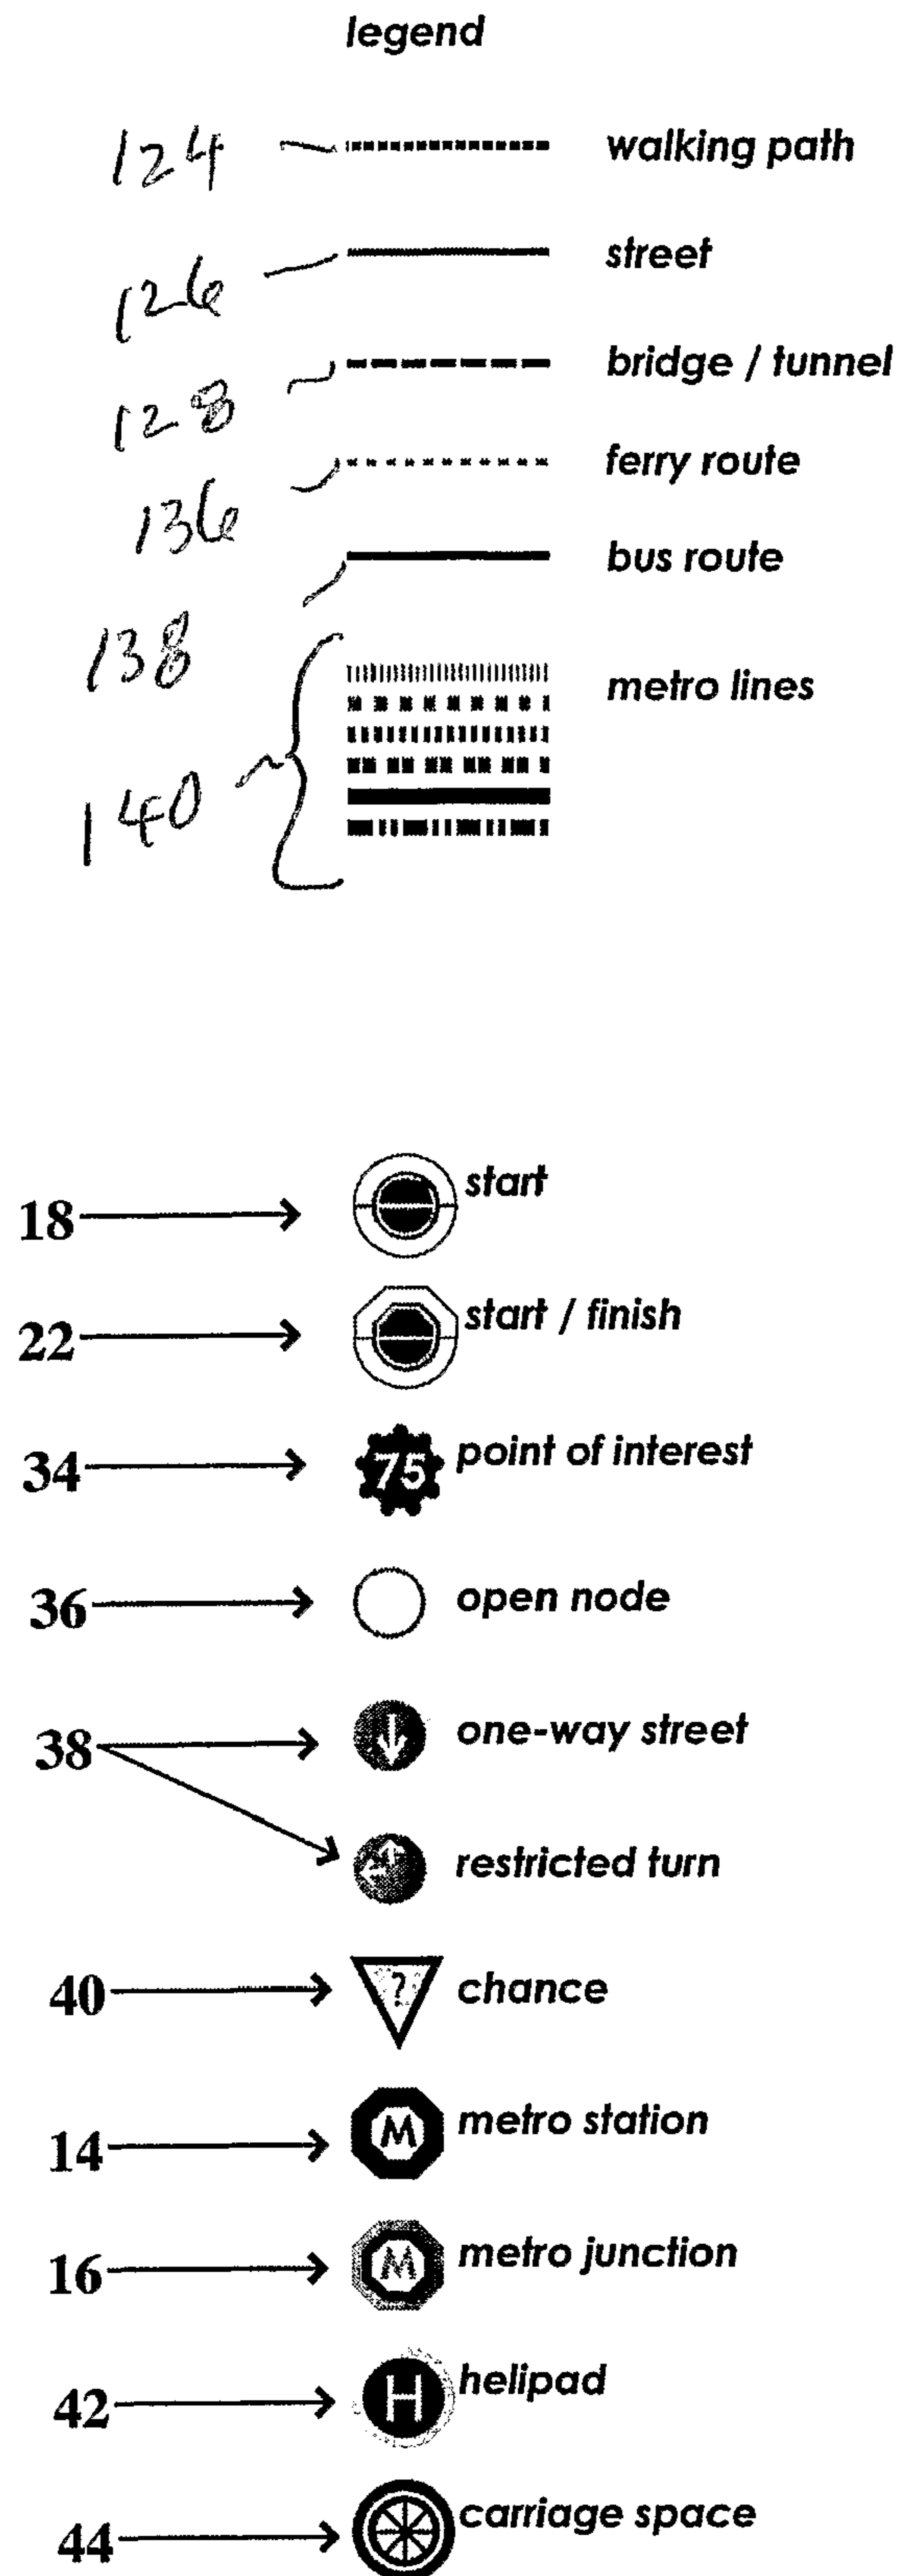 legend
124 walking path
126 street
128 bridge / tunnel
136 ferry route
138 bus route
140 metro lines
18 start
22 start / finish
34 75 point of interest
36 open node
38 one-way street
restricted turn
40 ? chance
14 M metro station
16 M metro junction
42 H helipad
44 carriage space